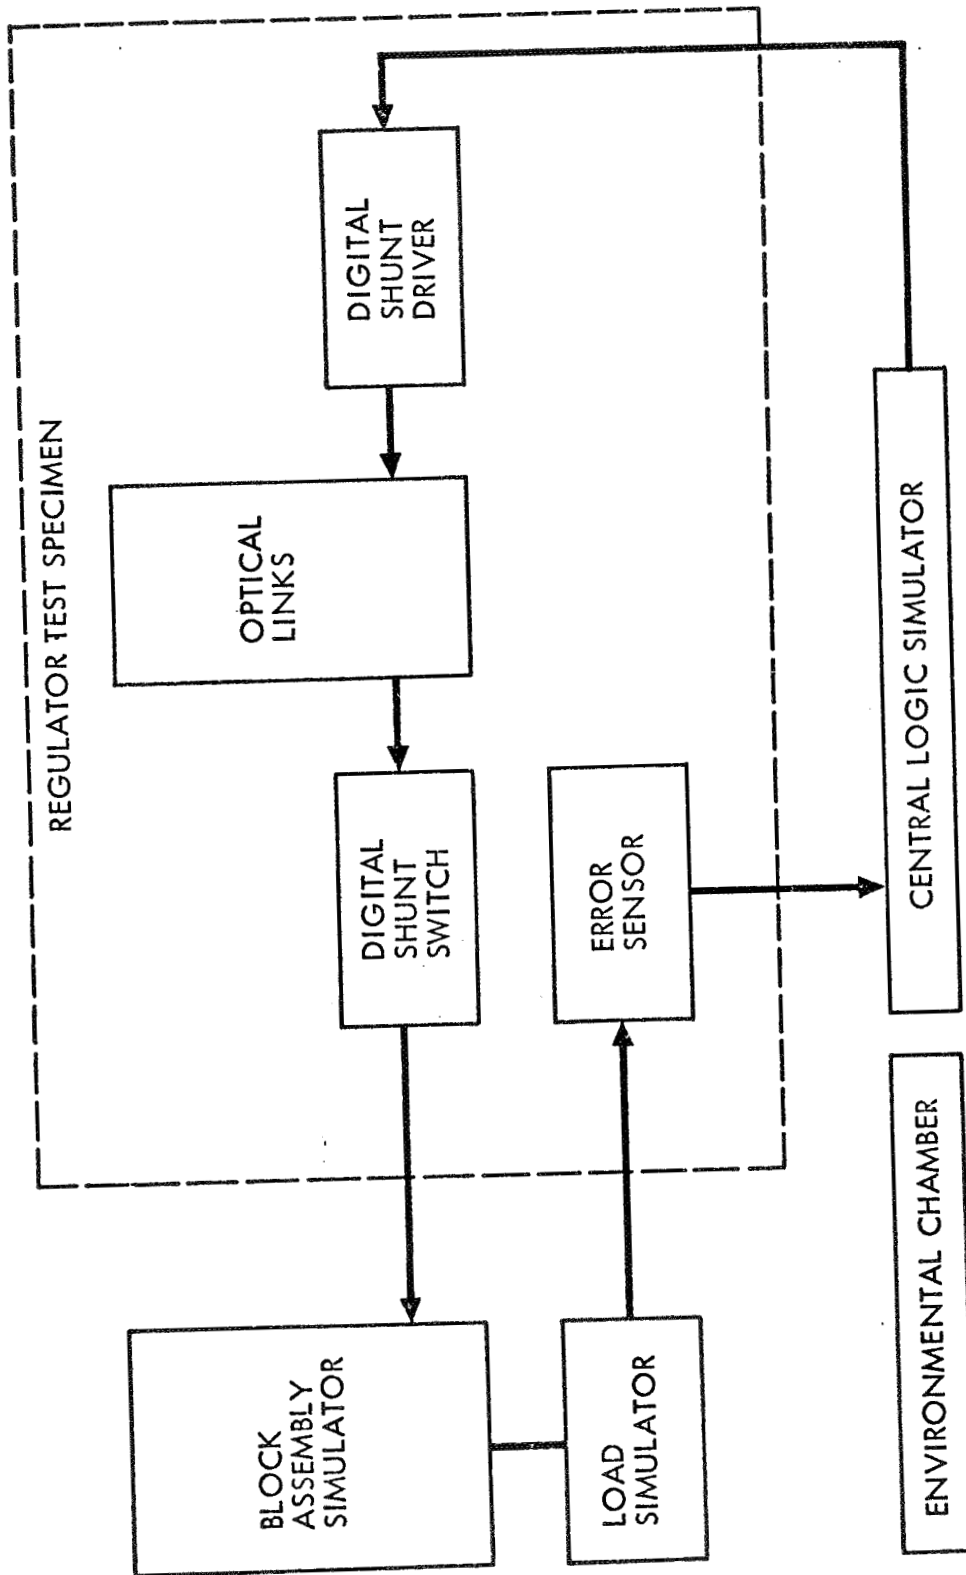 REGULATOR TEST SPECIMEN
BLOCK
ASSEMBLY
SIMULATOR
DIGITAL
SHUNT
SWITCH
OPTICAL
LINKS
DIGITAL
SHUNT
DRIVER
LOAD
SIMULATOR
ERROR
SENSOR
ENVIRONMENTAL CHAMBER
CENTRAL LOGIC SIMULATOR